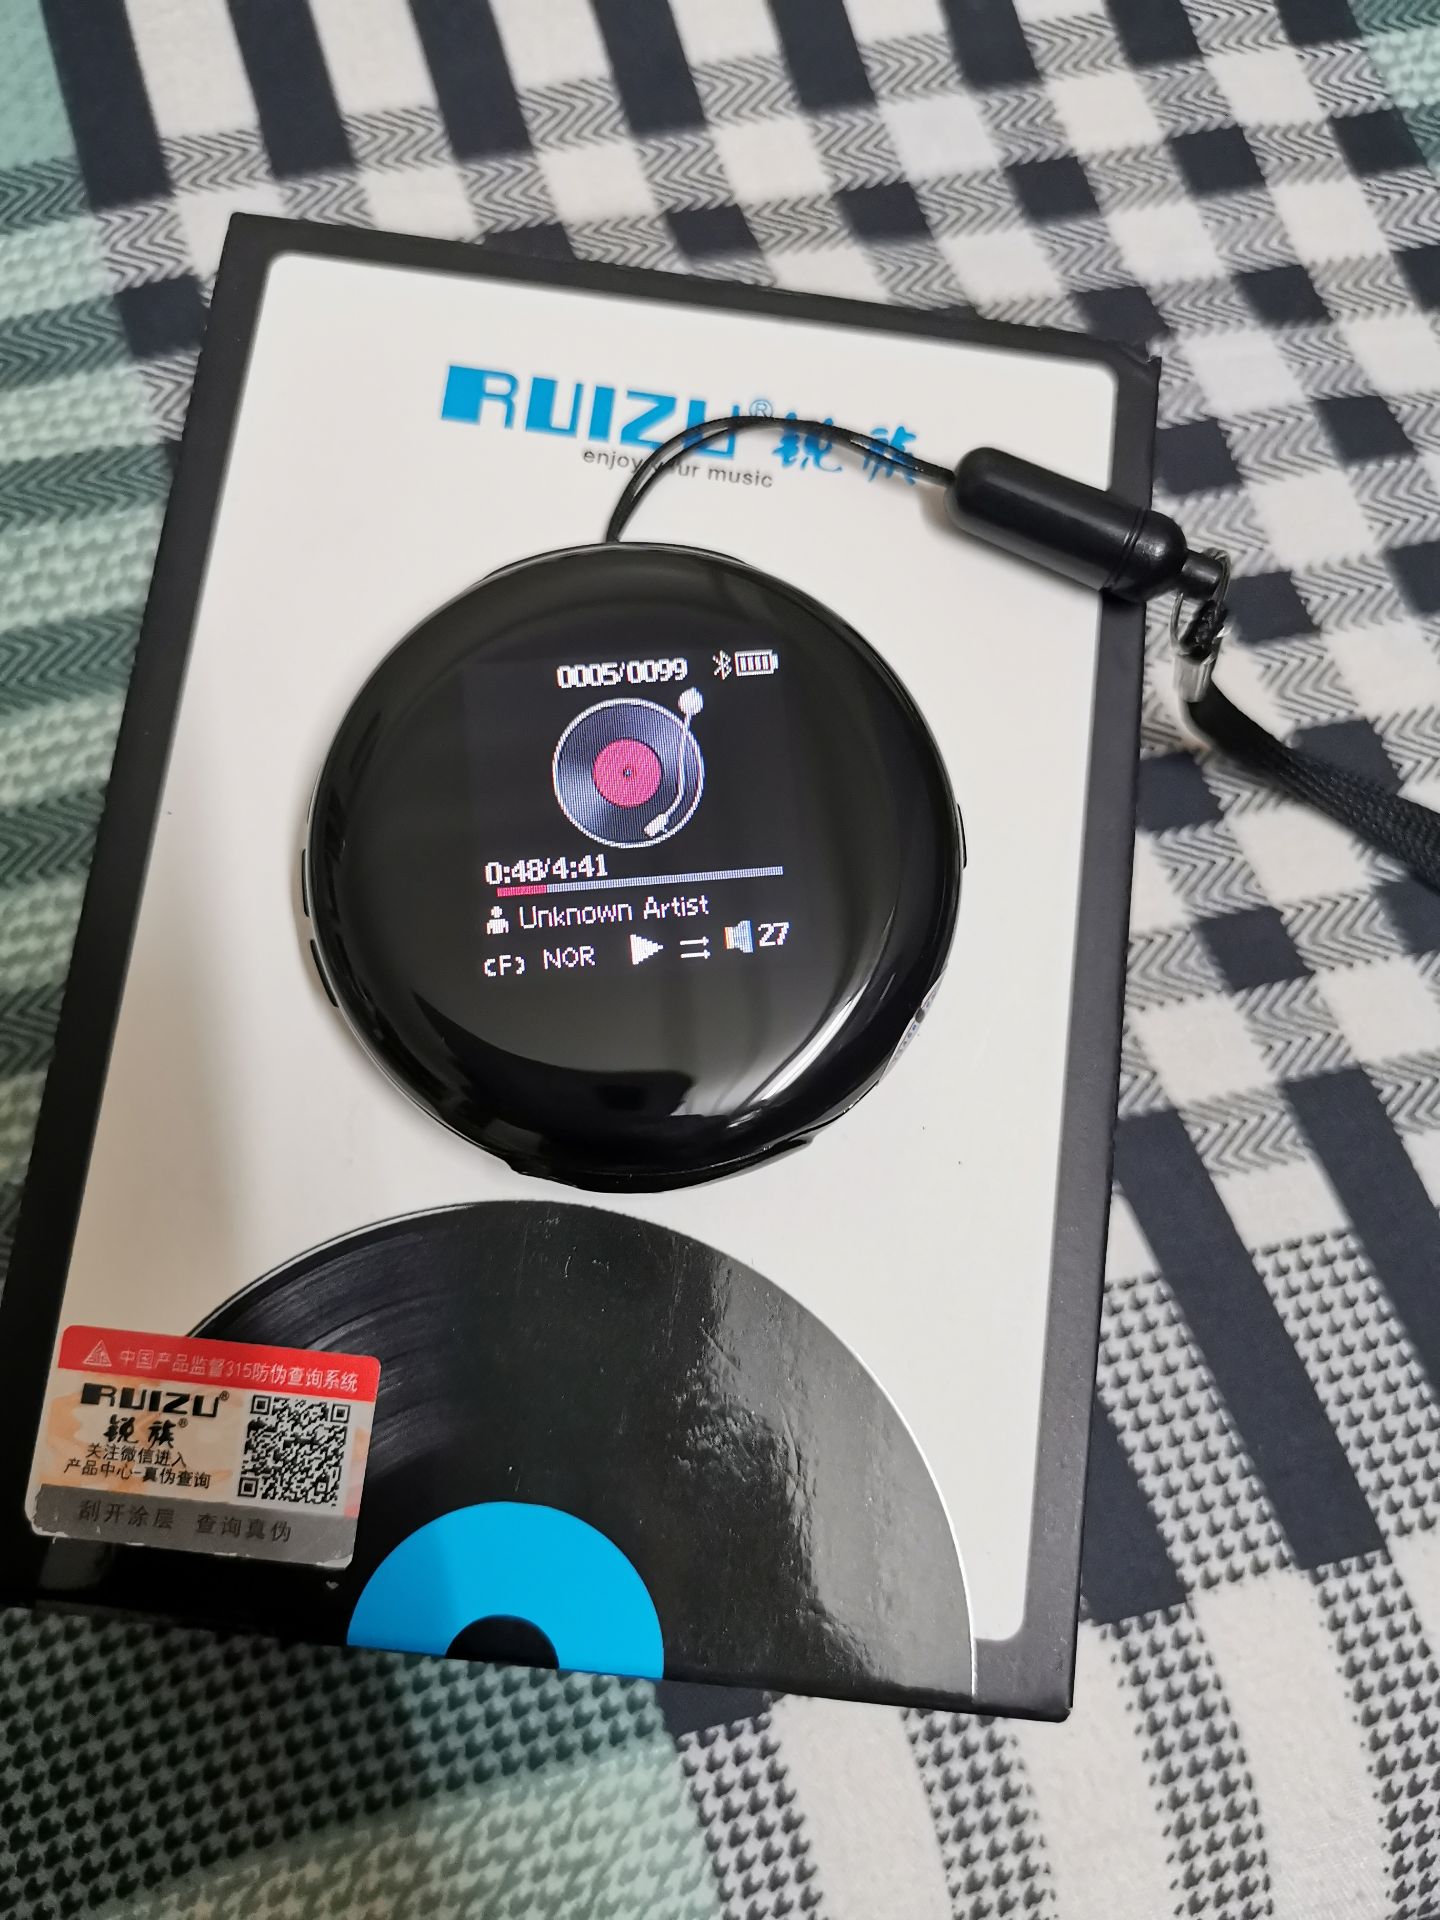 RUIZU® 锐族
enjoy your music
0005/0099
0:48/4:41
Unknown Artist
(F) NOR 27
中国产品监督315防伪查询系统
RUIZU®
锐族®
关注微信进入
产品中心-真伪查询
刮开涂层 查询真伪